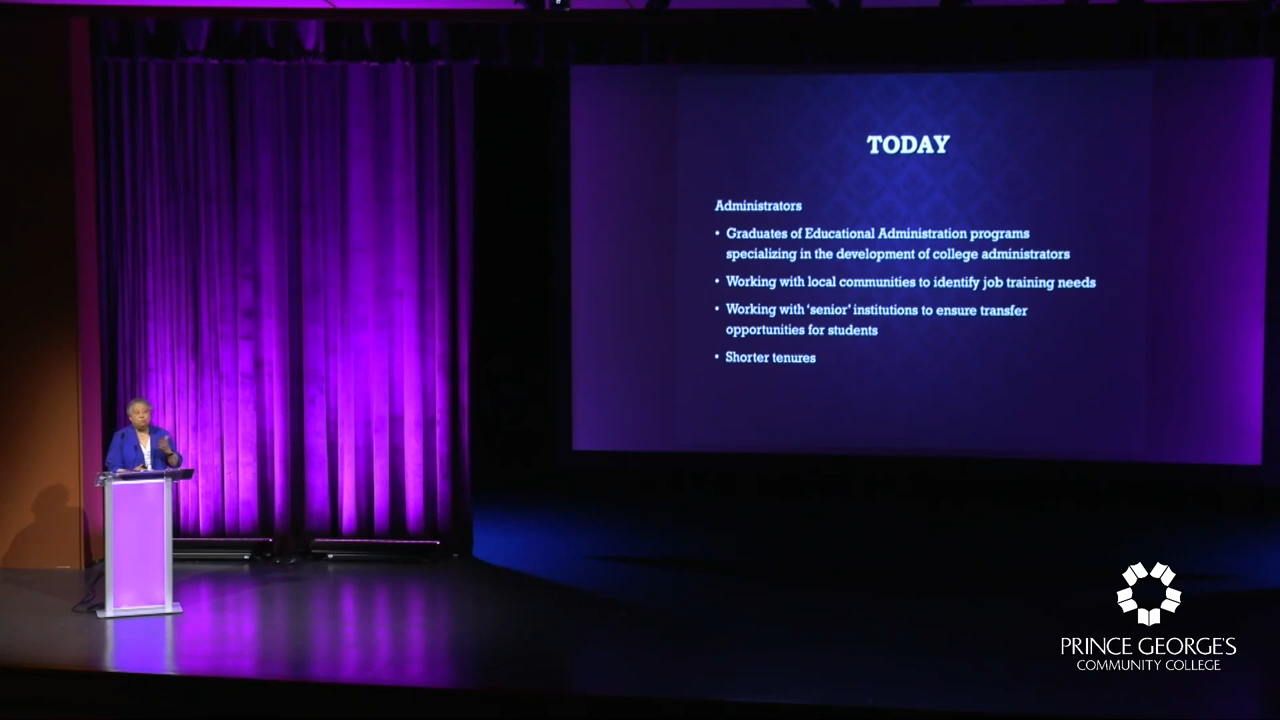 TODAY
Administrators
• Graduates of Educational Administration programs
specializing in the development of college administrators
• Working with local communities to identify job training needs
• Working with ‘senior’ institutions to ensure transfer
opportunities for students
• Shorter tenures
PRINCE GEORGE'S
COMMUNITY COLLEGE